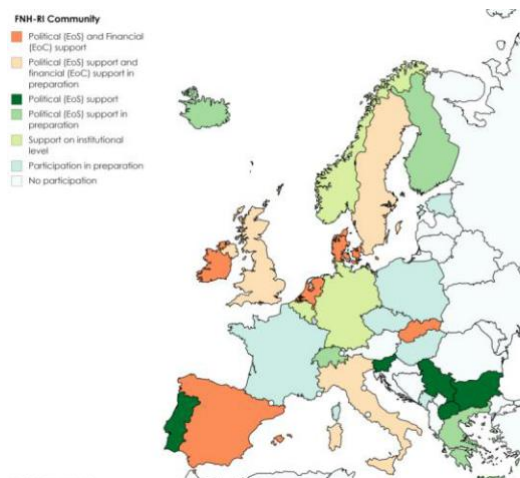 FNH-RI Community
Political (EoS) and Financial
(EoC) support
Political (EoS) support and
financial (EoC) support in
preparation
Political (EoS) support
Political (EoS) support
in preparation
Support on institutional
level
Participation in preparation
No participation